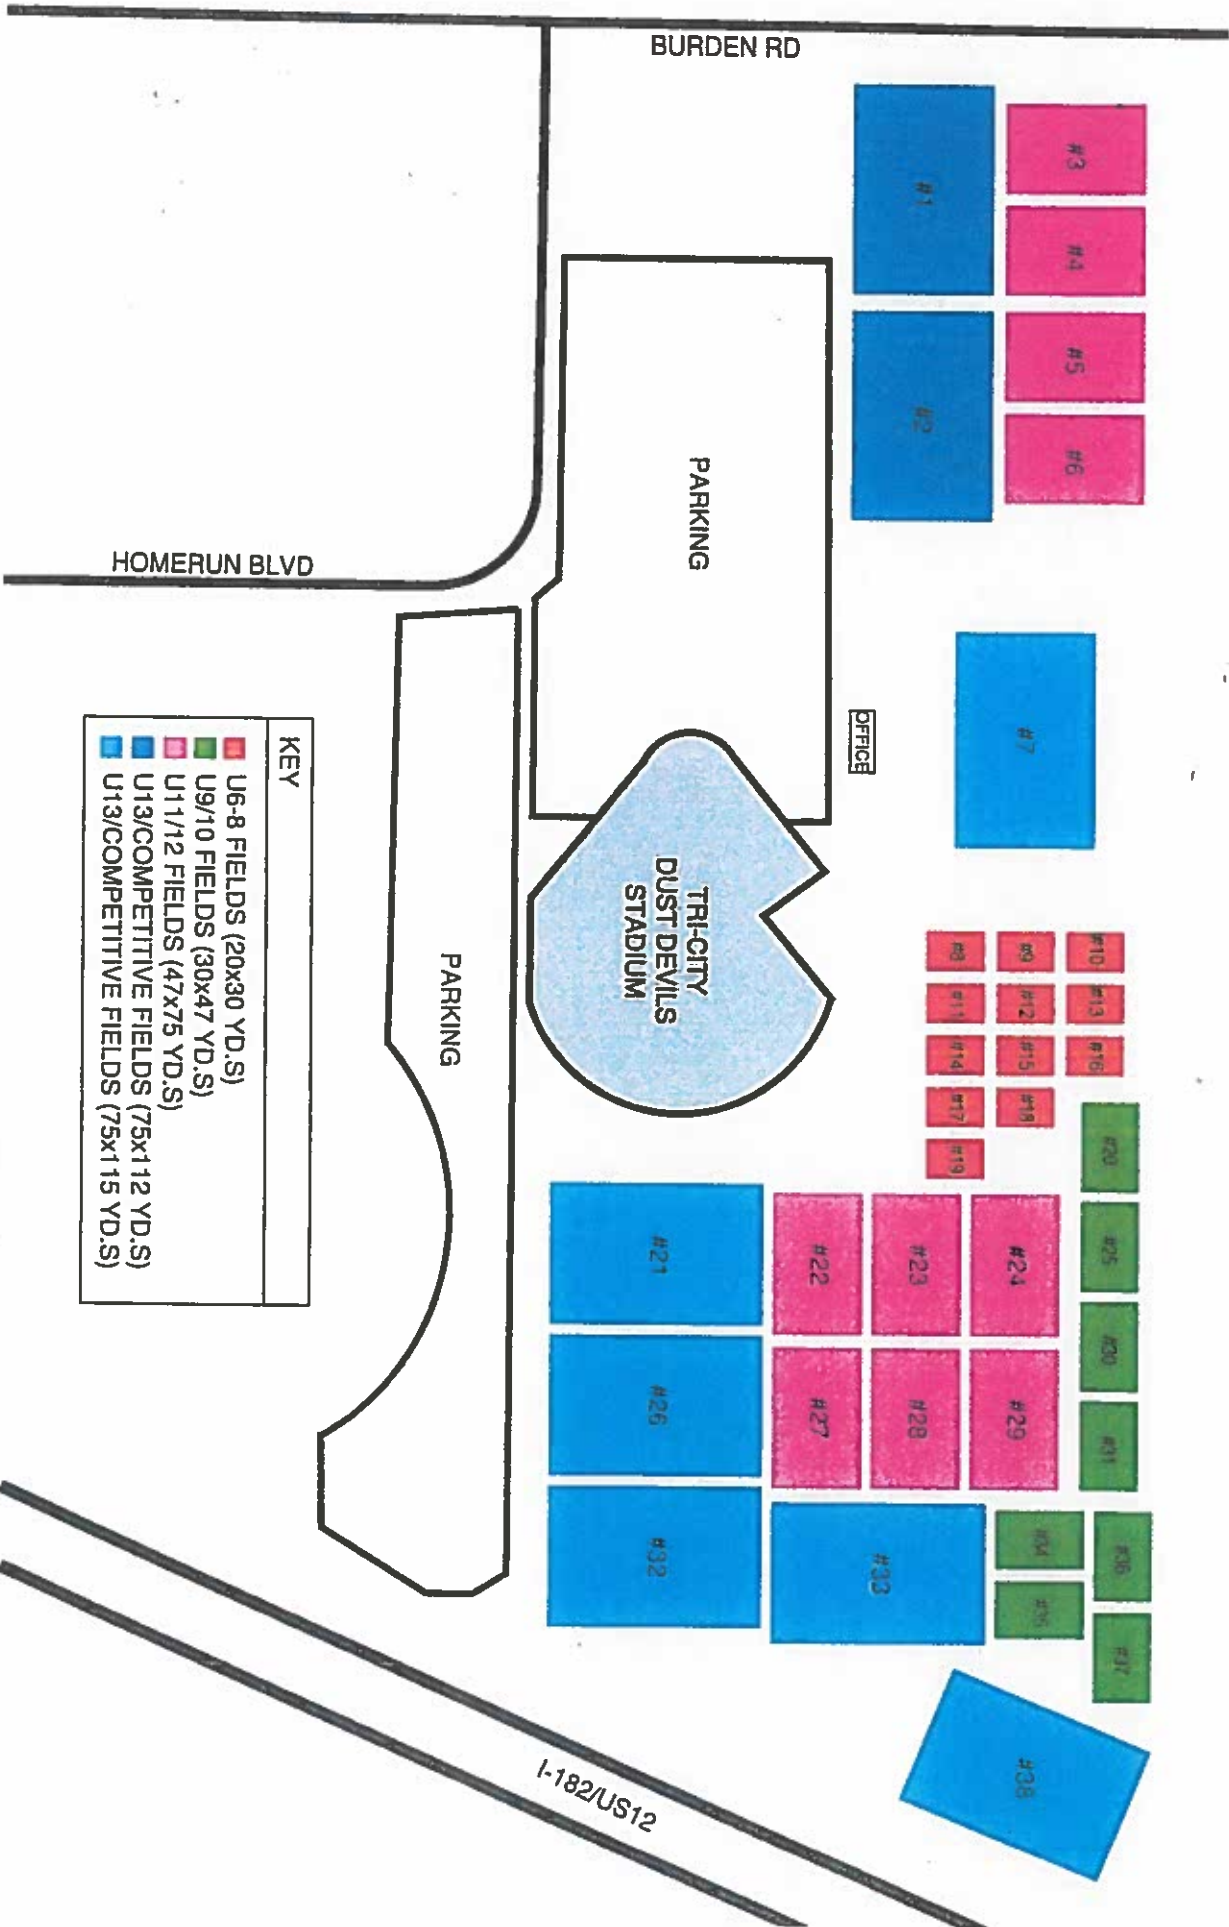 BURDEN RD
#3
#4
#5
#6
#1
#2
PARKING
HOMERUN BLVD
#7
OFFICE
#10
#13
#16
#9
#12
#15
#18
#8
#11
#14
#17
#19
TRI-CITY
DUST DEVILS
STADIUM
PARKING
#20
#25
#30
#31
#24
#29
#23
#28
#22
#27
#21
#26
#32
#33
#34
#35
#36
#37
#38
I-182/US12
KEY
U6-8 FIELDS (20x30 YD.S)
U9/10 FIELDS (30x47 YD.S)
U11/12 FIELDS (47x75 YD.S)
U13/COMPETITIVE FIELDS (75x112 YD.S)
U13/COMPETITIVE FIELDS (75x115 YD.S)